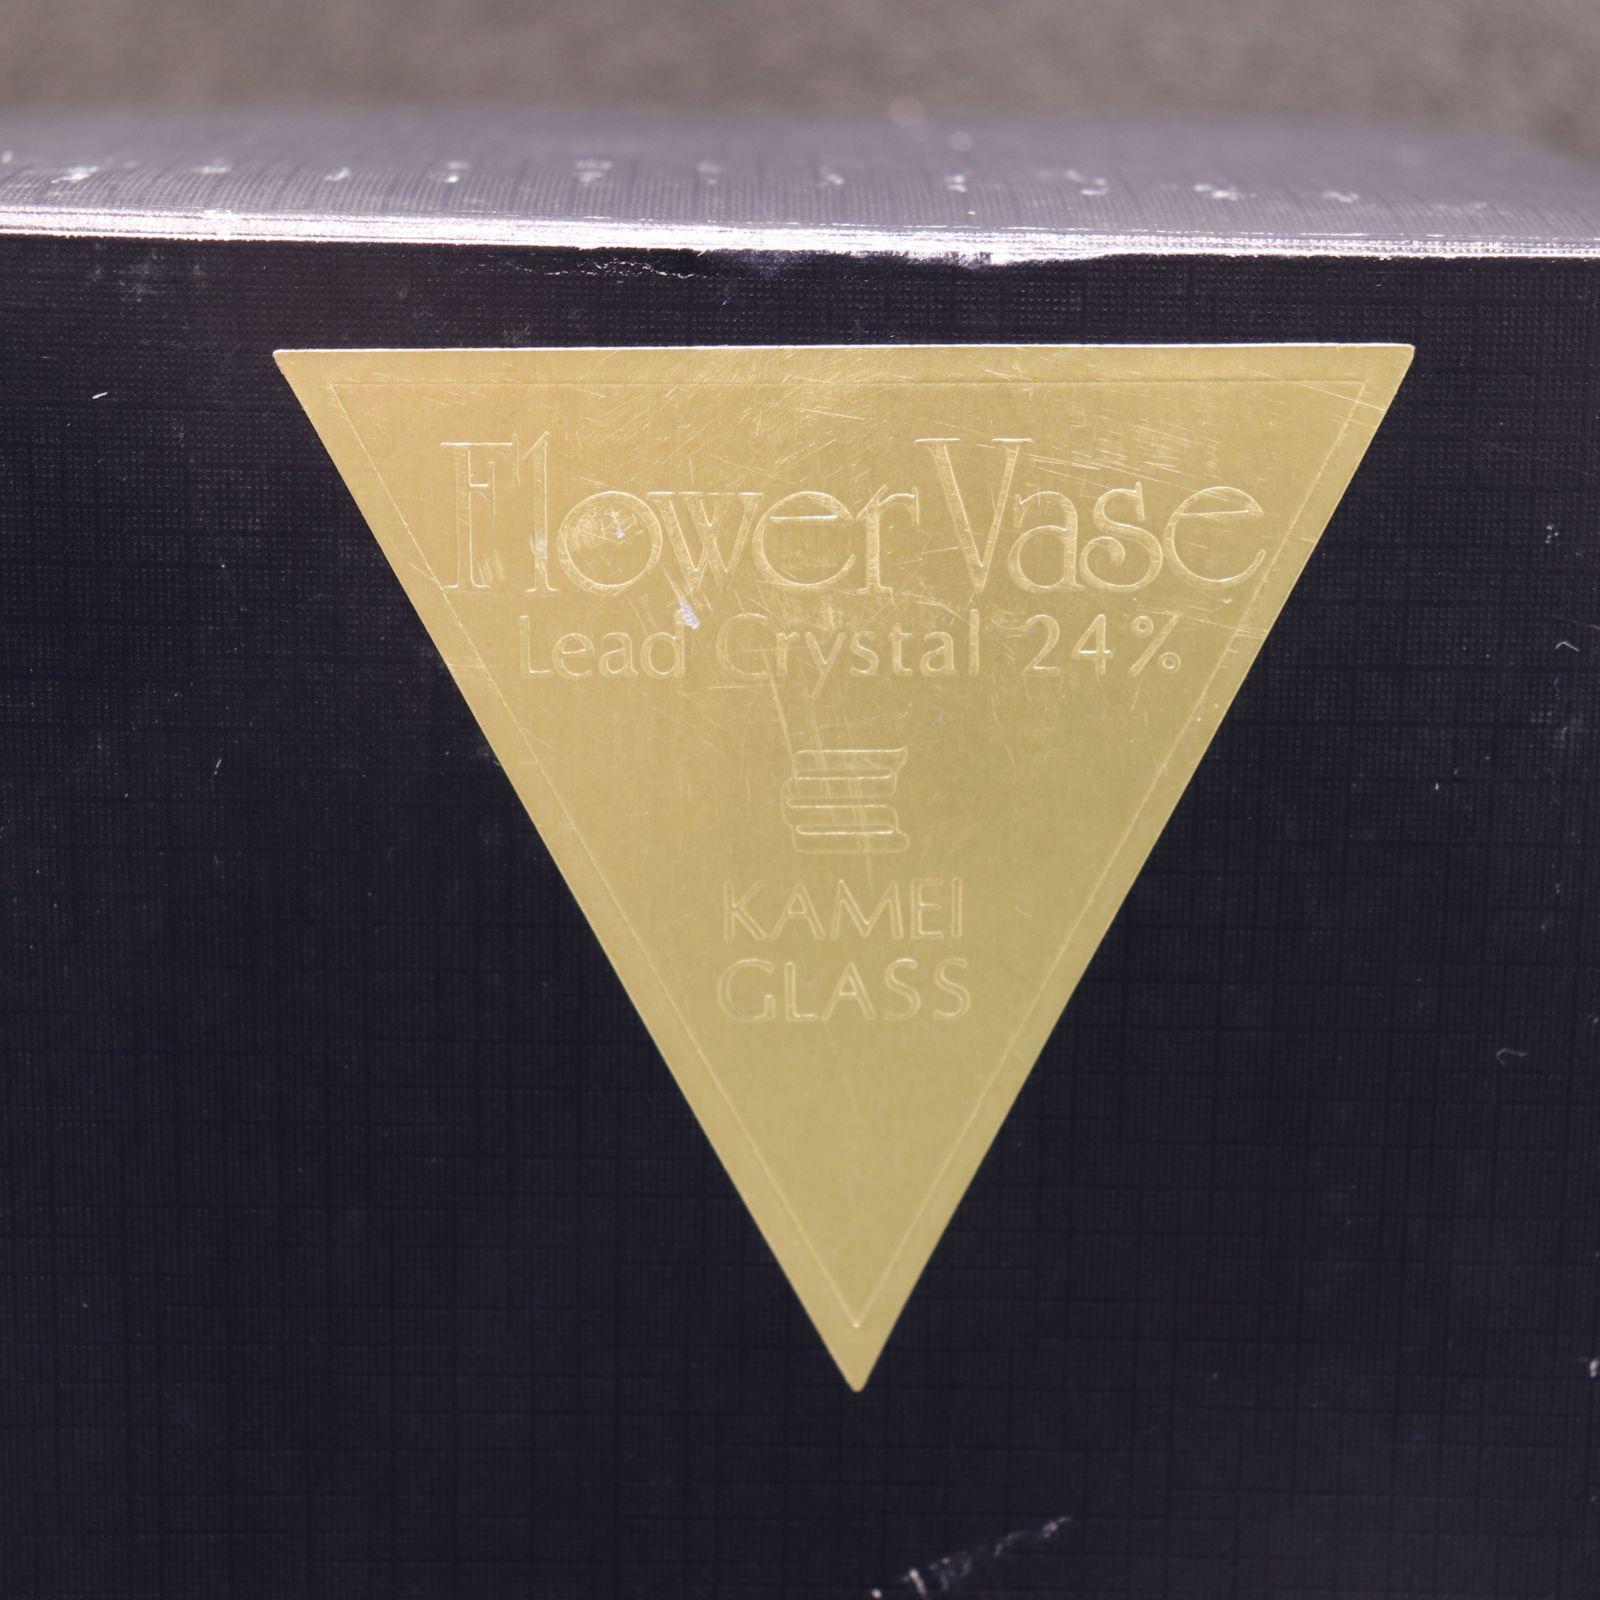 Flower Vase
Lead Crystal 24%
KAMEI
GLASS